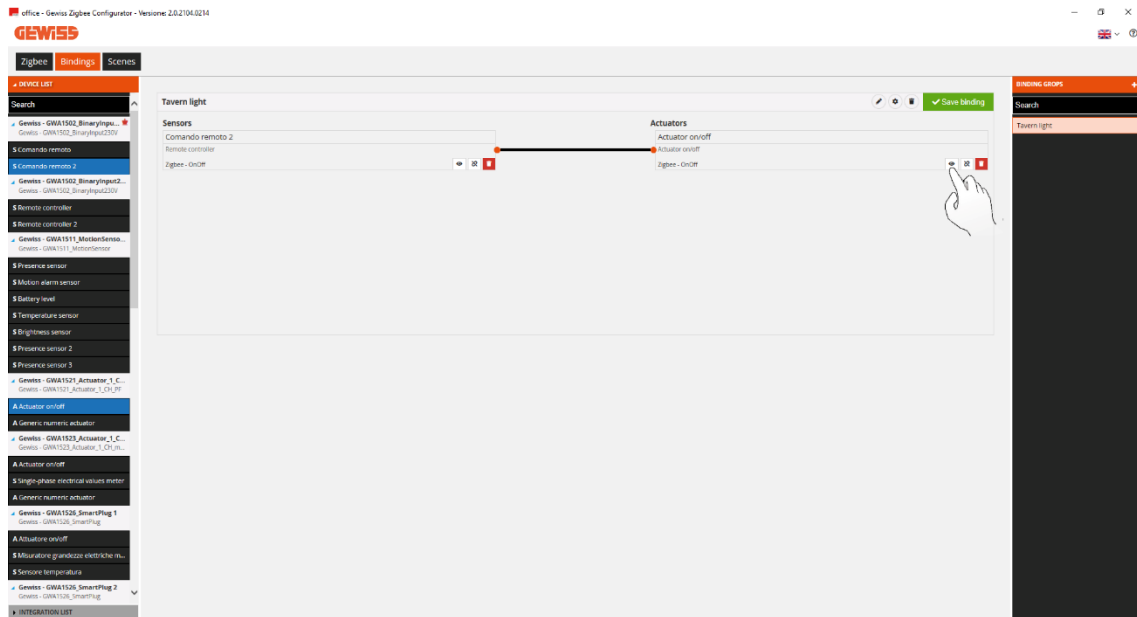 office - Gewiss Zigbee Configurator - Versione: 2.0.2104.0214
GEWISS
Zigbee Bindings Scenes
DEVICE LIST
Search
Gewiss - GWA1502_BinaryInpu...
Gewiss - GWA1502_BinaryInput230V
S Comando remoto
S Comando remoto 2
Gewiss - GWA1502_BinaryInput2...
Gewiss - GWA1502_BinaryInput230V
S Remote controller
S Remote controller 2
Gewiss - GWA1511_MotionSenso...
Gewiss - GWA1511_MotionSensor
S Presence sensor
S Motion alarm sensor
S Battery level
S Temperature sensor
S Brightness sensor
S Presence sensor 2
S Presence sensor 3
Gewiss - GWA1521_Actuator_1_C...
Gewiss - GWA1521_Actuator_1_CH_PF
A Actuator on/off
A Generic numeric actuator
Gewiss - GWA1523_Actuator_1_C...
Gewiss - GWA1523_Actuator_1_CH_m...
A Actuator on/off
S Single-phase electrical values meter
A Generic numeric actuator
Gewiss - GWA1526_SmartPlug 1
Gewiss - GWA1526_SmartPlug
A Attuatore on/off
S Misuratore grandezze elettriche m...
S Sensore temperatura
Gewiss - GWA1526_SmartPlug 2
Gewiss - GWA1526_SmartPlug
INTEGRATION LIST
Tavern light
Save binding
Sensors
Comando remoto 2
Remote controller
Zigbee - OnOff
Actuators
Actuator on/off
Actuator on/off
Zigbee - OnOff
BINDING GROPS +
Search
Tavern light